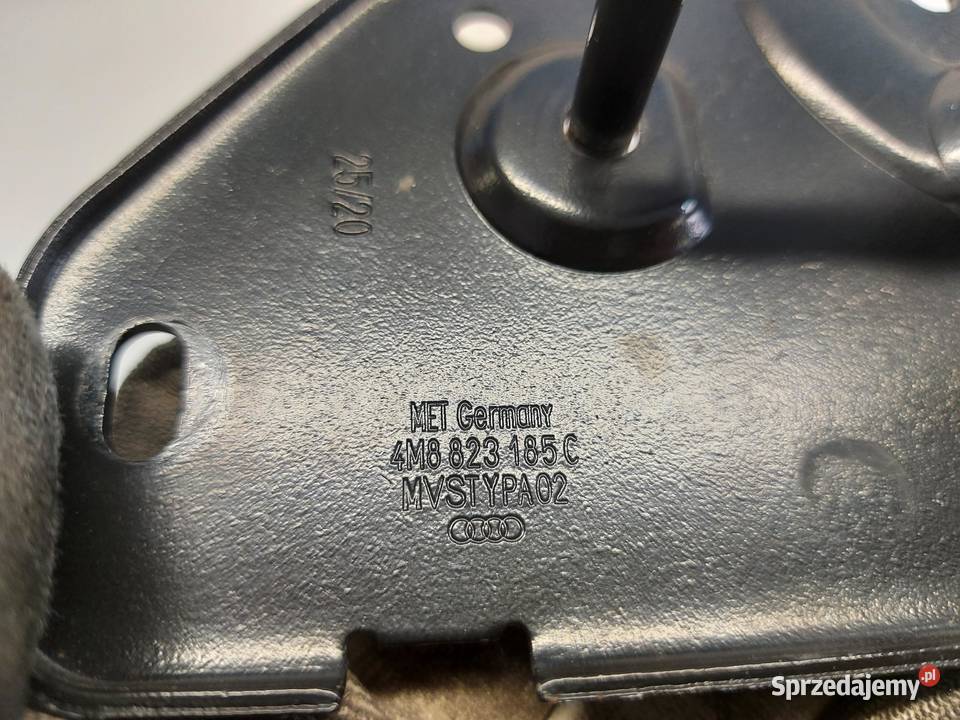 25/20
MET Germany
4M8 823 185 C
MVSTYPA02
Sprzedajemy.pl